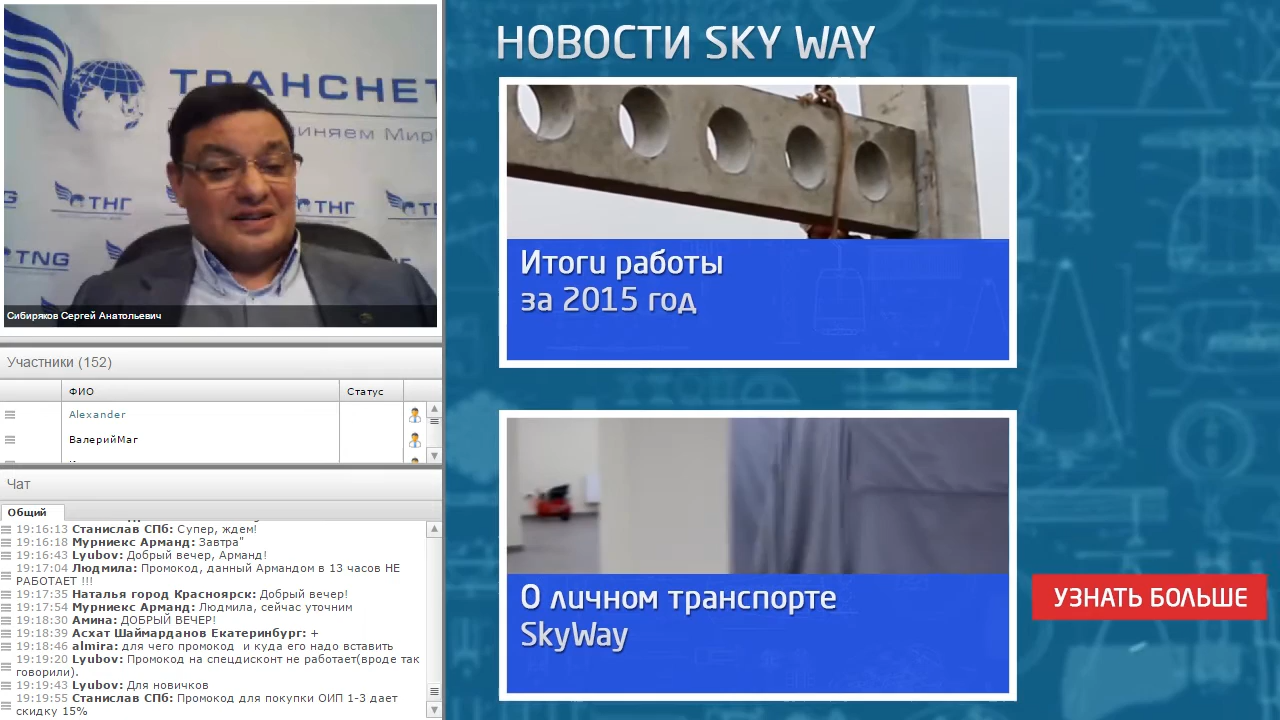 ТРАНСНЕТ
ТНГ
ТНГ
TNG
Сибиряков Сергей Анатольевич
Участники (152)
ФИО
Статус
Alexander
ВалерийМаг
Чат
Общий
19:16:13 Станислав СПб: Супер, ждем!
19:16:18 Мурниекс Арманд: Завтра"
19:16:43 Lyubov: Добрый вечер, Арманд!
19:17:04 Людмила: Промокод, данный Армандом в 13 часов НЕ
РАБОТАЕТ !!!
19:17:35 Наталья город Красноярск: Добрый вечер!
19:17:54 Мурниекс Арманд: Людмила, сейчас уточним
19:18:30 Амина: ДОБРЫЙ ВЕЧЕР!
19:18:39 Асхат Шаймарданов Екатеринбург: +
19:18:46 almira: для чего промокод и куда его надо вставить
19:19:20 Lyubov: Промокод на спецдисконт не работает(вроде так
говорили).
19:19:43 Lyubov: Для новичков
19:19:55 Станислав СПб: Промокод для покупки ОИП 1-3 дает
скидку 15%
НОВОСТИ SKY WAY
Итоги работы
за 2015 год
О личном транспорте
SkyWay
УЗНАТЬ БОЛЬШЕ